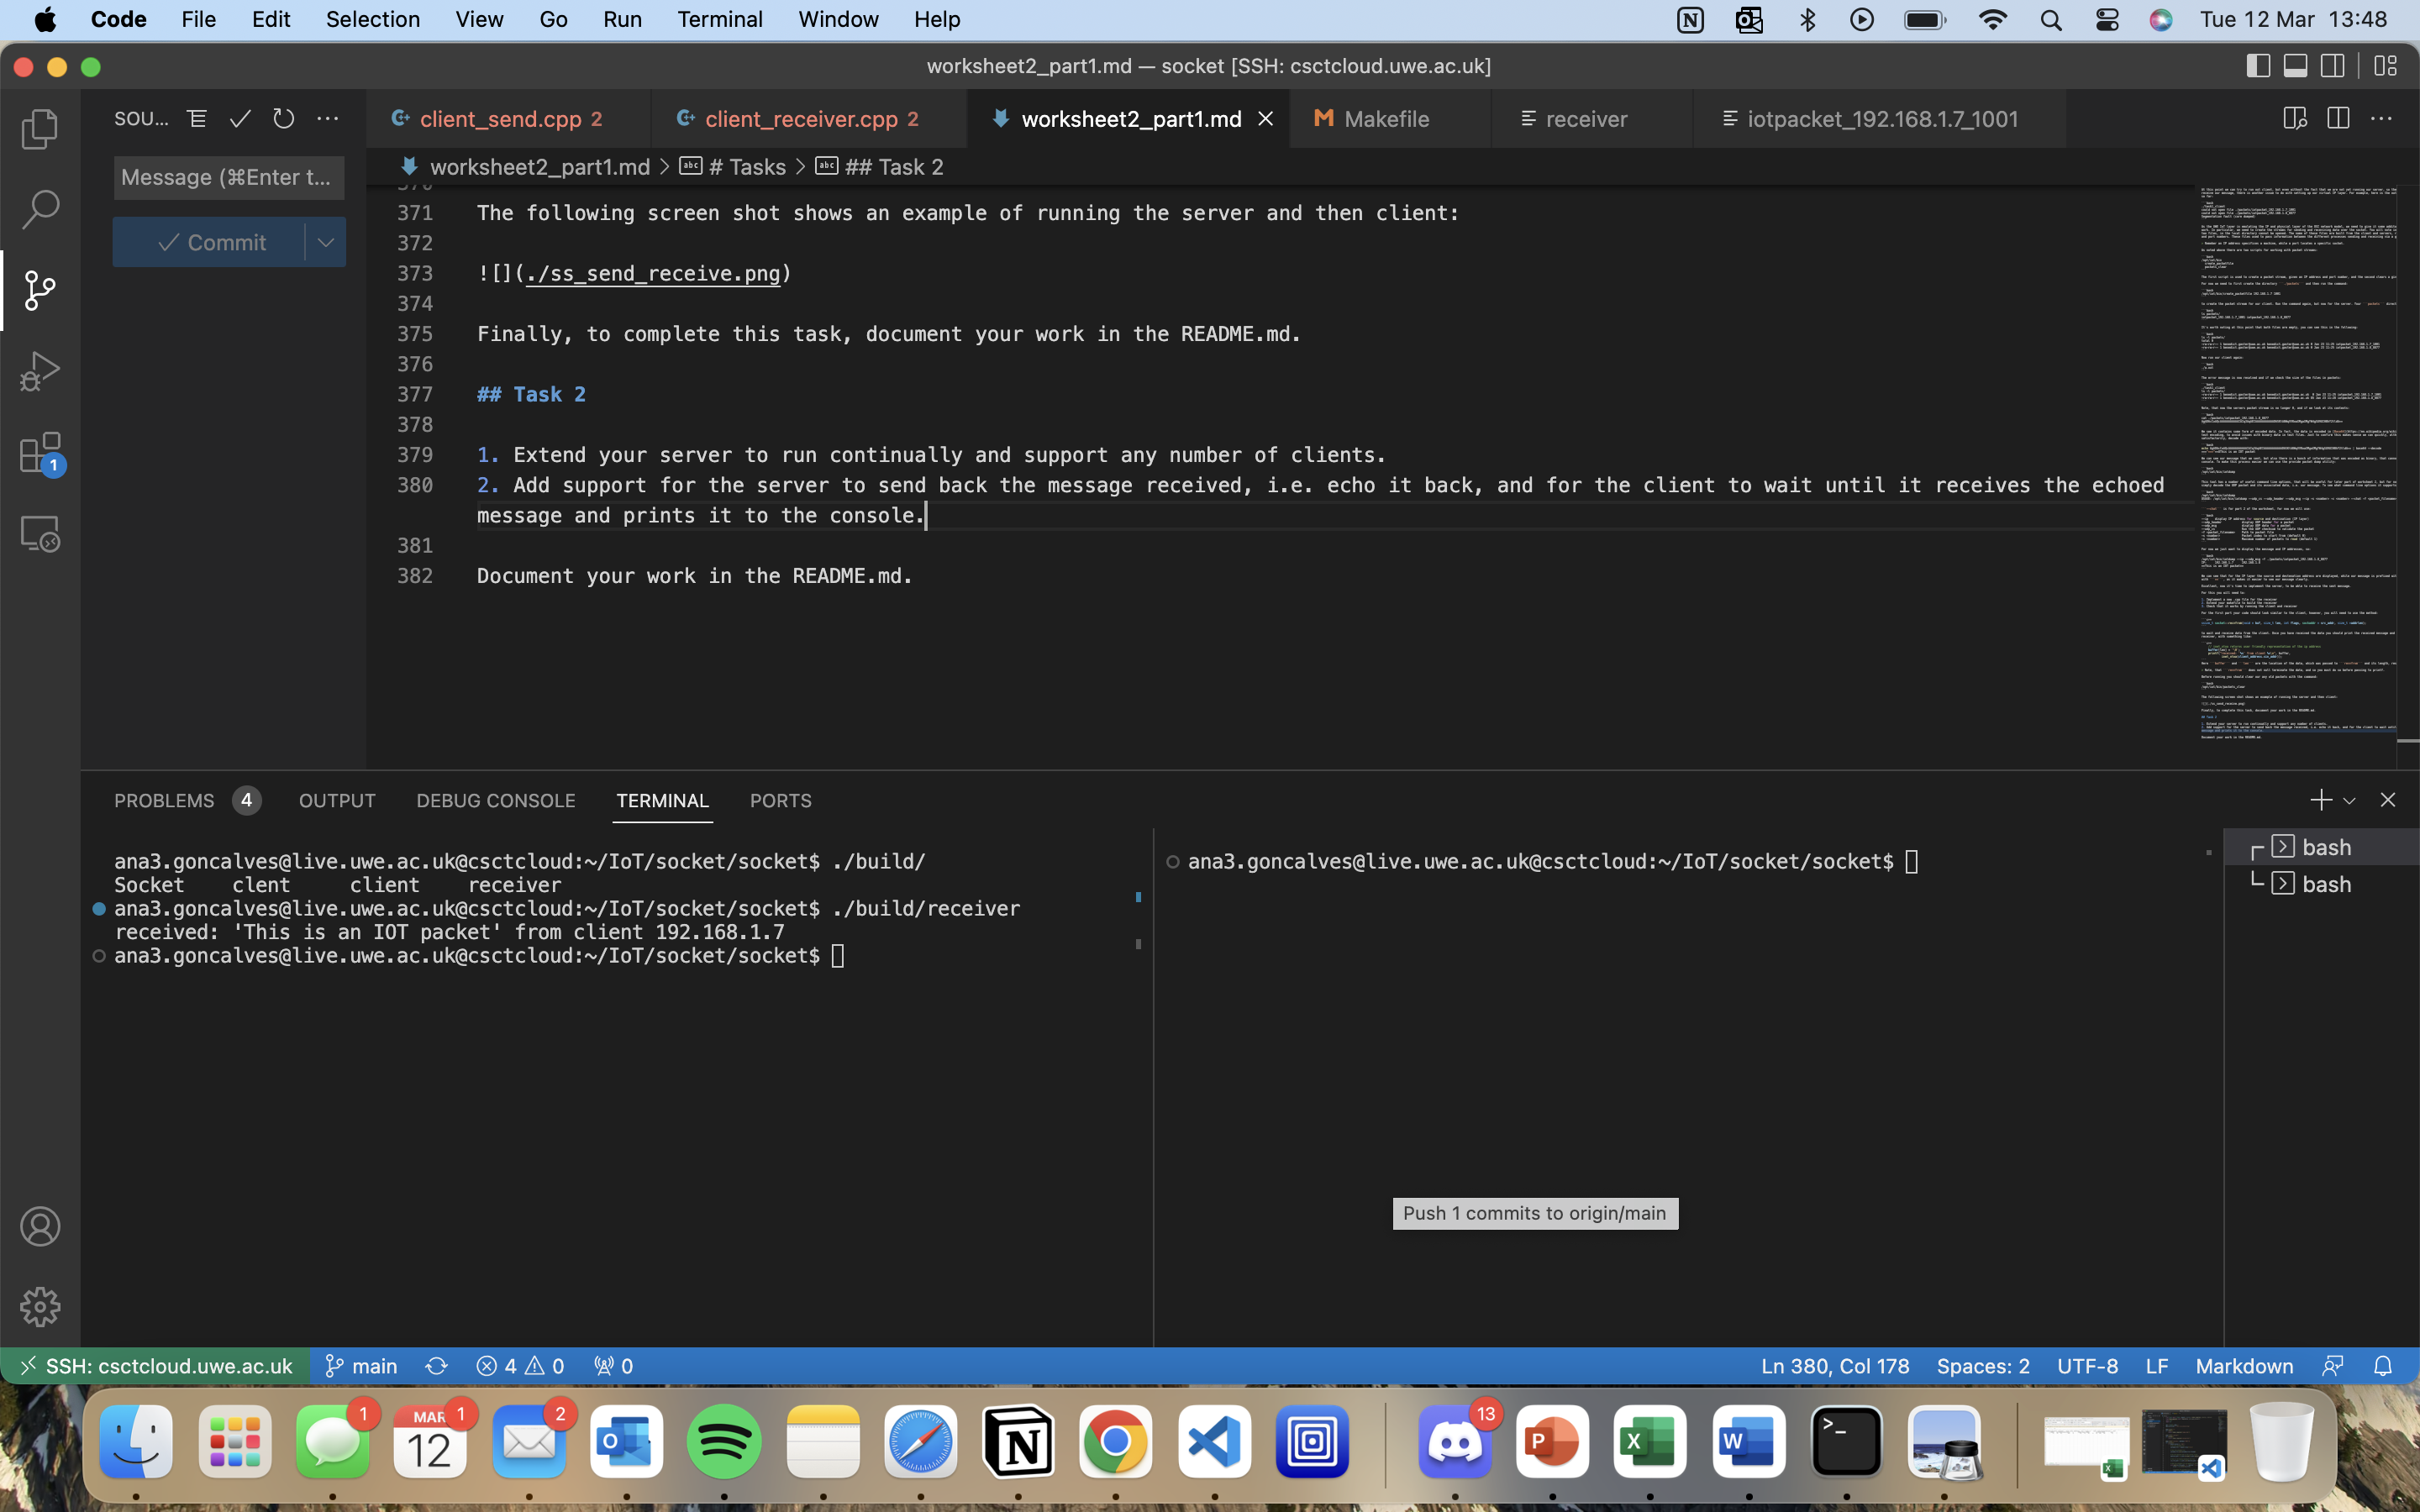 Code File Edit Selection View Go Run Terminal Window Help Tue 12 Mar 13:48
worksheet2_part1.md — socket [SSH: csctcloud.uwe.ac.uk]
SOU... client_send.cpp 2 client_receiver.cpp 2 worksheet2_part1.md Makefile receiver iotpacket_192.168.1.7_1001
worksheet2_part1.md > # Tasks > ## Task 2
Message (⌘Enter t...
Commit
371 The following screen shot shows an example of running the server and then client:
372
373 ![](./ss_send_receive.png)
374
375 Finally, to complete this task, document your work in the README.md.
376
377 ## Task 2
378
379 1. Extend your server to run continually and support any number of clients.
380 2. Add support for the server to send back the message received, i.e. echo it back, and for the client to wait until it receives the echoed
message and prints it to the console.
381
382 Document your work in the README.md.
1
PROBLEMS 4 OUTPUT DEBUG CONSOLE TERMINAL PORTS
ana3.goncalves@live.uwe.ac.uk@csctcloud:~/IoT/socket/socket$ ./build/
Socket clent client receiver
ana3.goncalves@live.uwe.ac.uk@csctcloud:~/IoT/socket/socket$ ./build/receiver
received: 'This is an IOT packet' from client 192.168.1.7
ana3.goncalves@live.uwe.ac.uk@csctcloud:~/IoT/socket/socket$
ana3.goncalves@live.uwe.ac.uk@csctcloud:~/IoT/socket/socket$
bash
bash
Push 1 commits to origin/main
SSH: csctcloud.uwe.ac.uk main 4 0 0 Ln 380, Col 178 Spaces: 2 UTF-8 LF Markdown
1 MAR 1 2 13
12